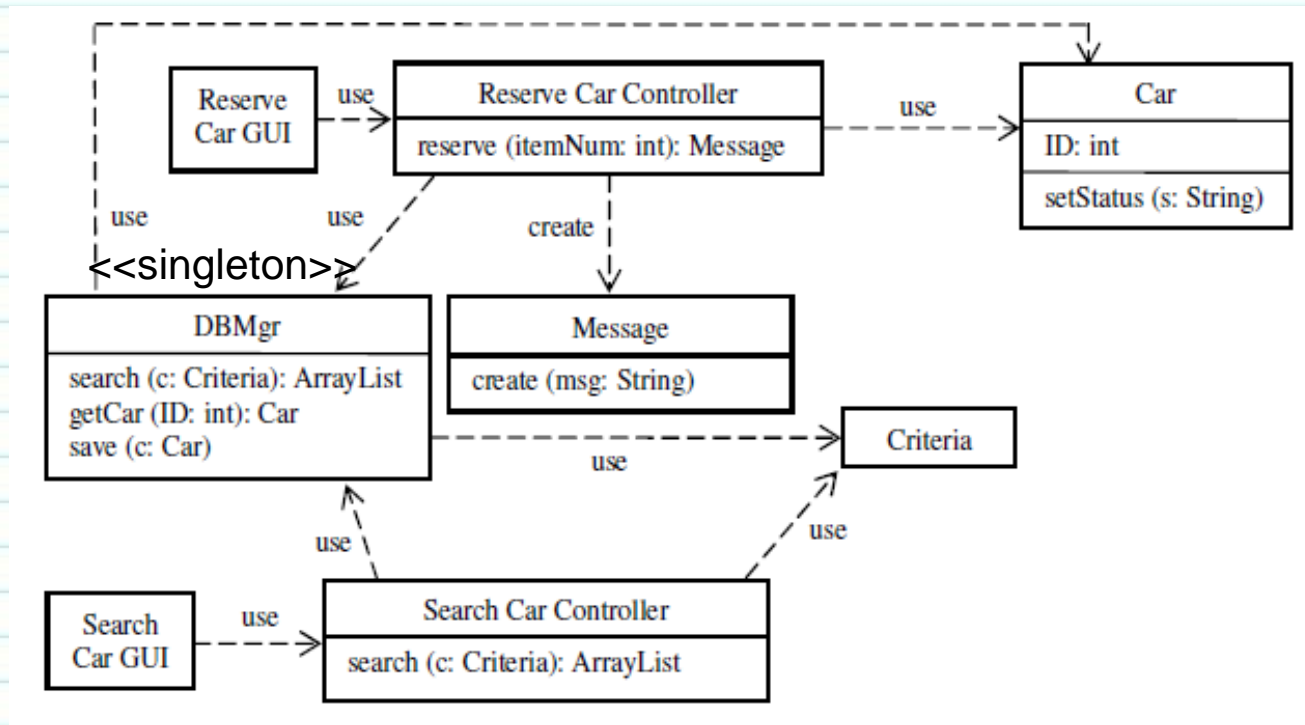 Reserve
Car GUI
use
Reserve Car Controller
reserve (itemNum: int): Message
use
Car
ID: int
setStatus (s: String)
use
use
create
<<singleton>>
DBMgr
search (c: Criteria): ArrayList
getCar (ID: int): Car
save (c: Car)
Message
create (msg: String)
use
Criteria
use
use
Search
Car GUI
use
Search Car Controller
search (c: Criteria): ArrayList